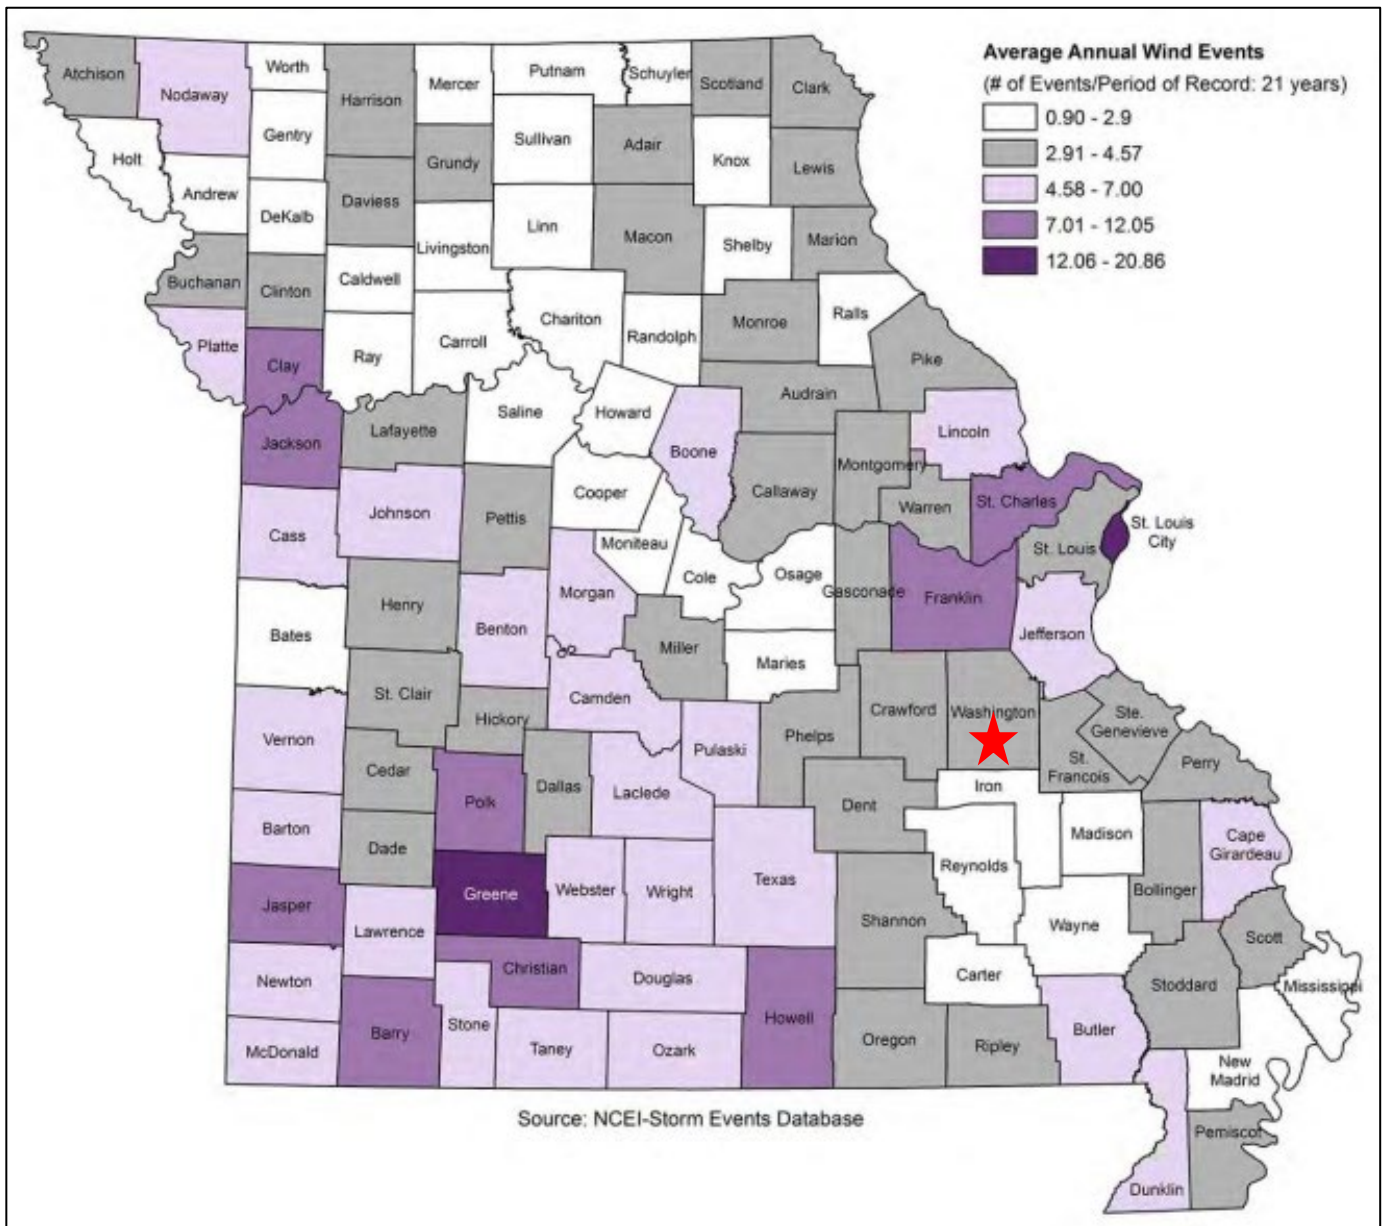 Average Annual Wind Events
(# of Events/Period of Record: 21 years)
0.90 - 2.9
2.91 - 4.57
4.58 - 7.00
7.01 - 12.05
12.06 - 20.86
Atchison
Nodaway
Worth
Harrison
Mercer
Putnam
Schuyler
Scotland
Clark
Holt
Gentry
Grundy
Sullivan
Adair
Knox
Lewis
Andrew
DeKalb
Daviess
Livingston
Linn
Macon
Shelby
Marion
Buchanan
Clinton
Caldwell
Chariton
Randolph
Monroe
Ralls
Pike
Platte
Clay
Ray
Carroll
Saline
Howard
Audrain
Lincoln
Jackson
Lafayette
Boone
Callaway
Montgomery
Warren
St. Charles
St. Louis
St. Louis
City
Cass
Johnson
Pettis
Cooper
Moniteau
Cole
Osage
Gasconade
Franklin
Jefferson
Bates
Henry
Benton
Morgan
Miller
Maries
St. Clair
Hickory
Camden
Pulaski
Phelps
Crawford
Washington
Ste.
Genevieve
St.
Francois
Perry
Vernon
Cedar
Polk
Dallas
Laclede
Dent
Iron
Madison
Reynolds
Bollinger
Cape
Girardeau
Barton
Dade
Greene
Webster
Wright
Texas
Shannon
Wayne
Scott
Jasper
Lawrence
Christian
Douglas
Howell
Carter
Stoddard
Mississippi
Newton
Barry
Stone
Taney
Ozark
Oregon
Ripley
Butler
New
Madrid
McDonald
Pemiscot
Dunklin
Source: NCEI-Storm Events Database